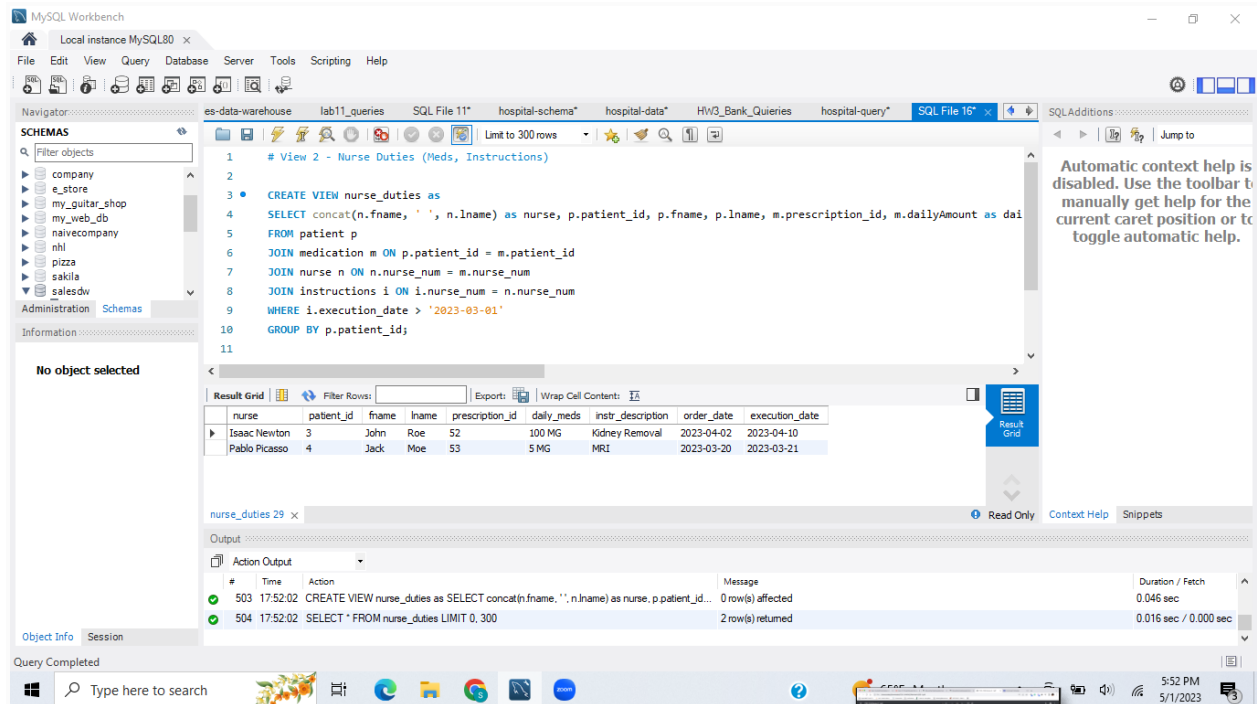 MySQL Workbench
Local instance MySQL80
File Edit View Query Database Server Tools Scripting Help
Navigator
SCHEMAS
Filter objects
company
e_store
my_guitar_shop
my_web_db
naivecompany
nhl
pizza
sakila
salesdw
Administration Schemas
Information
No object selected
Object Info Session
es-data-warehouse lab11_queries SQL File 11* hospital-schema* hospital-data* HW3_Bank_Quieries hospital-query* SQL File 16*
Limit to 300 rows
1 # View 2 - Nurse Duties (Meds, Instructions)
2
3 CREATE VIEW nurse_duties as
4 SELECT concat(n.fname, ' ', n.lname) as nurse, p.patient_id, p.fname, p.lname, m.prescription_id, m.dailyAmount as dai
5 FROM patient p
6 JOIN medication m ON p.patient_id = m.patient_id
7 JOIN nurse n ON n.nurse_num = m.nurse_num
8 JOIN instructions i ON i.nurse_num = n.nurse_num
9 WHERE i.execution_date > '2023-03-01'
10 GROUP BY p.patient_id;
11
Result Grid Filter Rows: Export: Wrap Cell Content:
nurse patient_id fname lname prescription_id daily_meds instr_description order_date execution_date
Isaac Newton 3 John Roe 52 100 MG Kidney Removal 2023-04-02 2023-04-10
Pablo Picasso 4 Jack Moe 53 5 MG MRI 2023-03-20 2023-03-21
Result
Grid
nurse_duties 29
Read Only
SQLAdditions
Jump to
Automatic context help is
disabled. Use the toolbar to
manually get help for the
current caret position or to
toggle automatic help.
Context Help Snippets
Output
Action Output
# Time Action Message Duration / Fetch
503 17:52:02 CREATE VIEW nurse_duties as SELECT concat(n.fname, ' ', n.lname) as nurse, p.patient_id... 0 row(s) affected 0.046 sec
504 17:52:02 SELECT * FROM nurse_duties LIMIT 0, 300 2 row(s) returned 0.016 sec / 0.000 sec
Query Completed
Type here to search
zoom
5:52 PM
5/1/2023
3